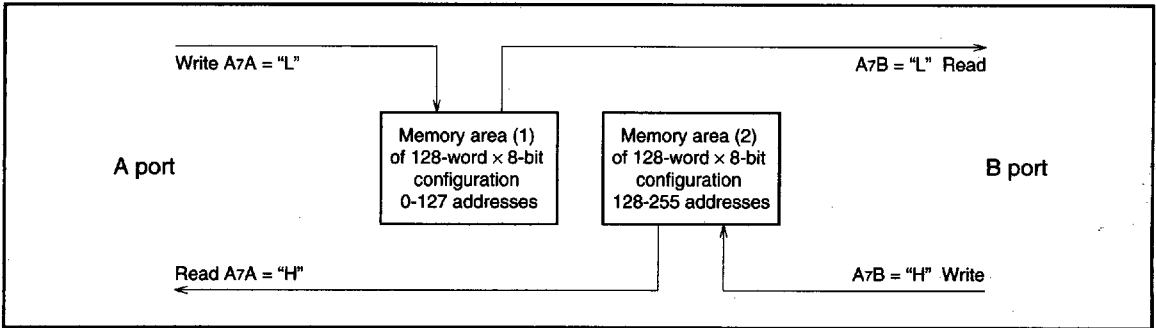 Write A7A = “L”
A7B = “L” Read
Memory area (1)
of 128-word × 8-bit
configuration
0-127 addresses
Memory area (2)
of 128-word × 8-bit
configuration
128-255 addresses
A port
B port
Read A7A = “H”
A7B = “H” Write